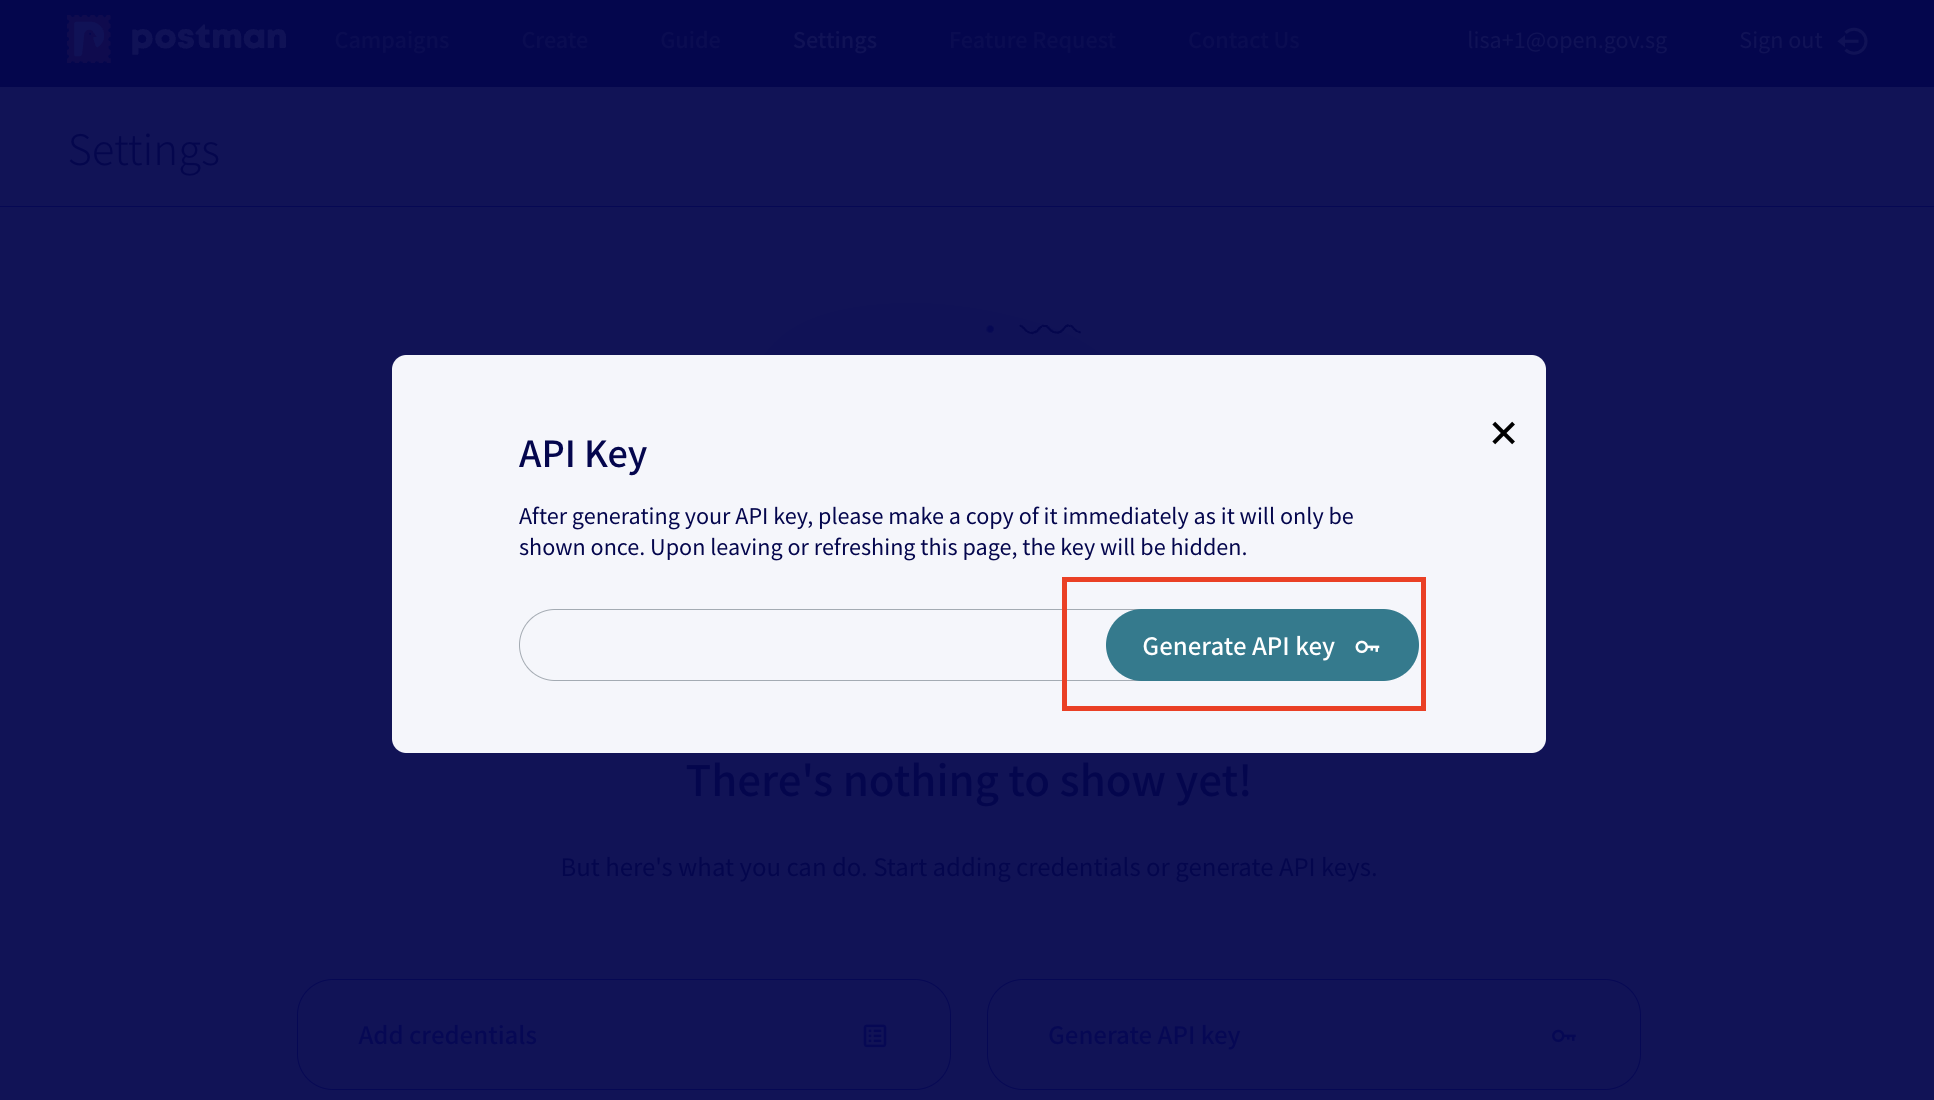 postman Campaigns Create Guide Settings Feature Request Contact Us lisa+1@open.gov.sg Sign out
Settings
API Key
After generating your API key, please make a copy of it immediately as it will only be
shown once. Upon leaving or refreshing this page, the key will be hidden.
Generate API key
There's nothing to show yet!
But here's what you can do. Start adding credentials or generate API keys.
Add credentials
Generate API key